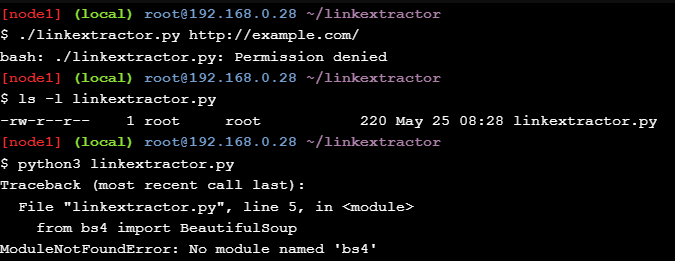 [node1] (local) root@192.168.0.28 ~/linkextractor
$ ./linkextractor.py http://example.com/
bash: ./linkextractor.py: Permission denied
[node1] (local) root@192.168.0.28 ~/linkextractor
$ ls -l linkextractor.py
-rw-r--r--    1 root     root           220 May 25 08:28 linkextractor.py
[node1] (local) root@192.168.0.28 ~/linkextractor
$ python3 linkextractor.py
Traceback (most recent call last):
  File "linkextractor.py", line 5, in <module>
    from bs4 import BeautifulSoup
ModuleNotFoundError: No module named 'bs4'